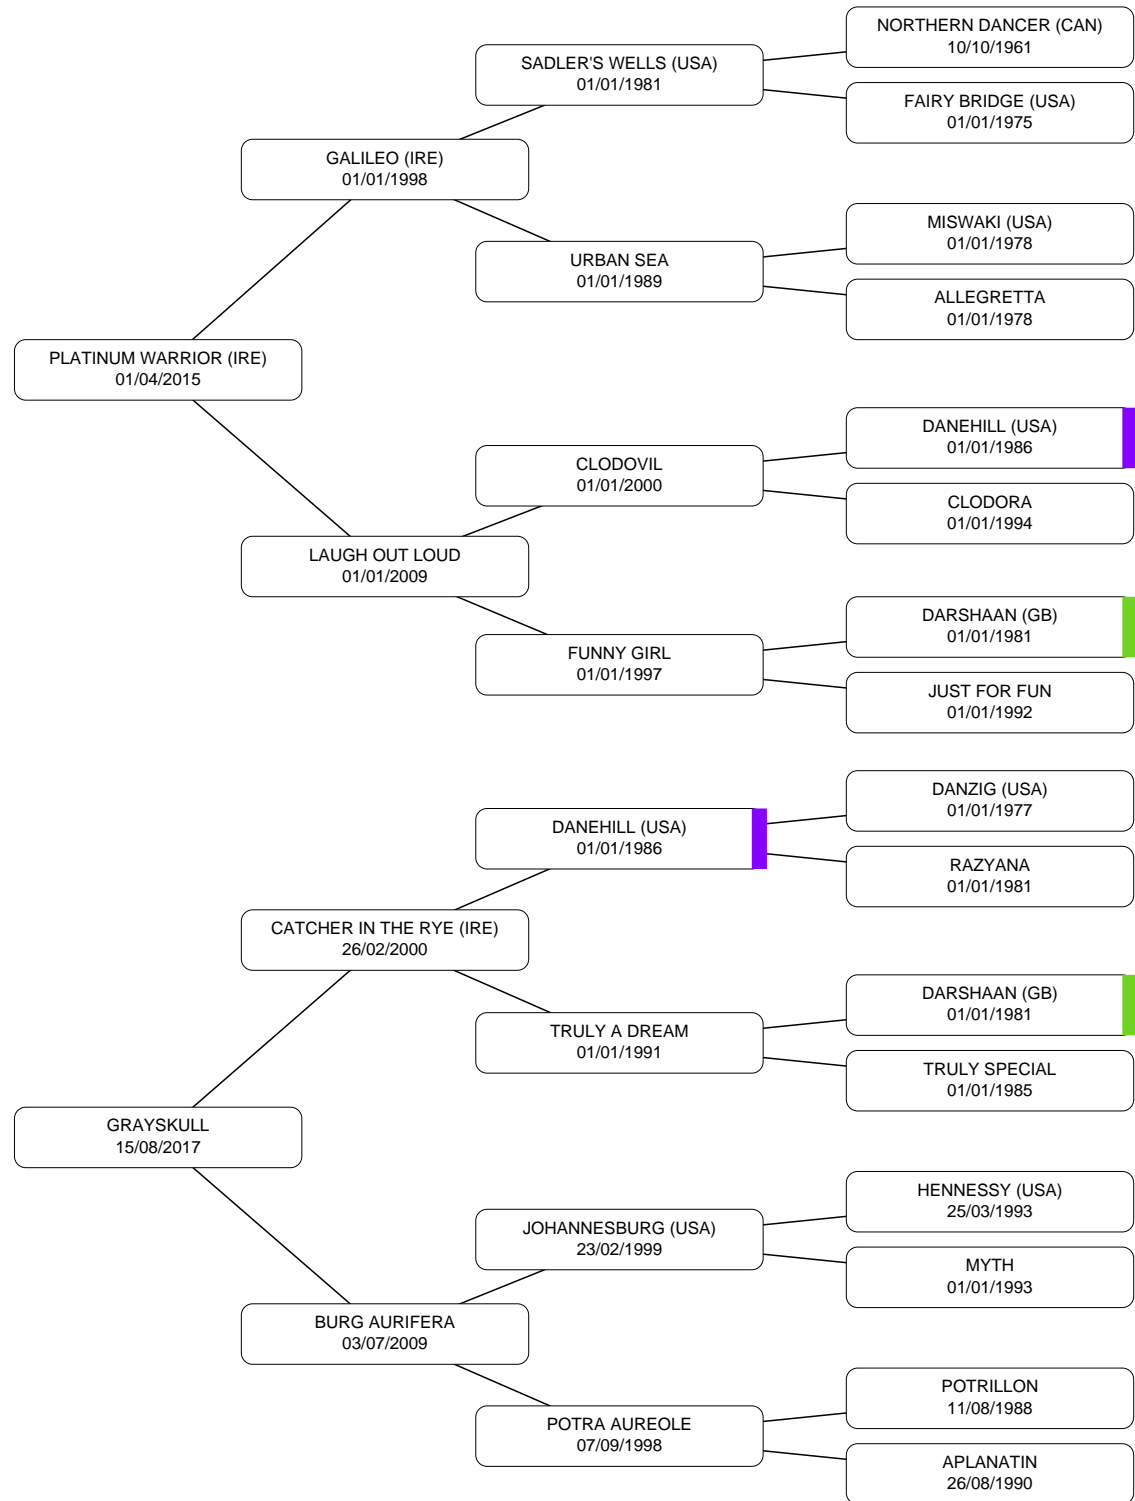 NORTHERN DANCER (CAN)
10/10/1961
SADLER'S WELLS (USA)
01/01/1981
FAIRY BRIDGE (USA)
01/01/1975
GALILEO (IRE)
01/01/1998
MISWAKI (USA)
01/01/1978
URBAN SEA
01/01/1989
ALLEGRETTA
01/01/1978
PLATINUM WARRIOR (IRE)
01/04/2015
DANEHILL (USA)
01/01/1986
CLODOVIL
01/01/2000
CLODORA
01/01/1994
LAUGH OUT LOUD
01/01/2009
DARSHAAN (GB)
01/01/1981
FUNNY GIRL
01/01/1997
JUST FOR FUN
01/01/1992
DANZIG (USA)
01/01/1977
DANEHILL (USA)
01/01/1986
RAZYANA
01/01/1981
CATCHER IN THE RYE (IRE)
26/02/2000
DARSHAAN (GB)
01/01/1981
TRULY A DREAM
01/01/1991
TRULY SPECIAL
01/01/1985
GRAYSKULL
15/08/2017
HENNESSY (USA)
25/03/1993
JOHANNESBURG (USA)
23/02/1999
MYTH
01/01/1993
BURG AURIFERA
03/07/2009
POTRILLON
11/08/1988
POTRA AUREOLE
07/09/1998
APLANATIN
26/08/1990